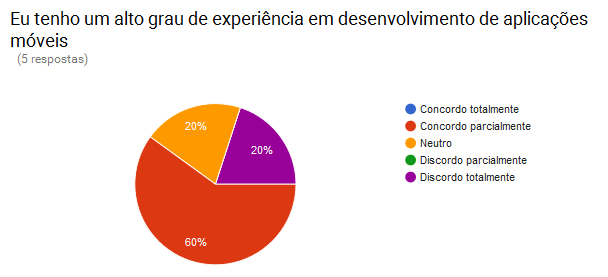 Eu tenho um alto grau de experiência em desenvolvimento de aplicações
móveis
(5 respostas)
20%
20%
60%
Concordo totalmente
Concordo parcialmente
Neutro
Discordo parcialmente
Discordo totalmente